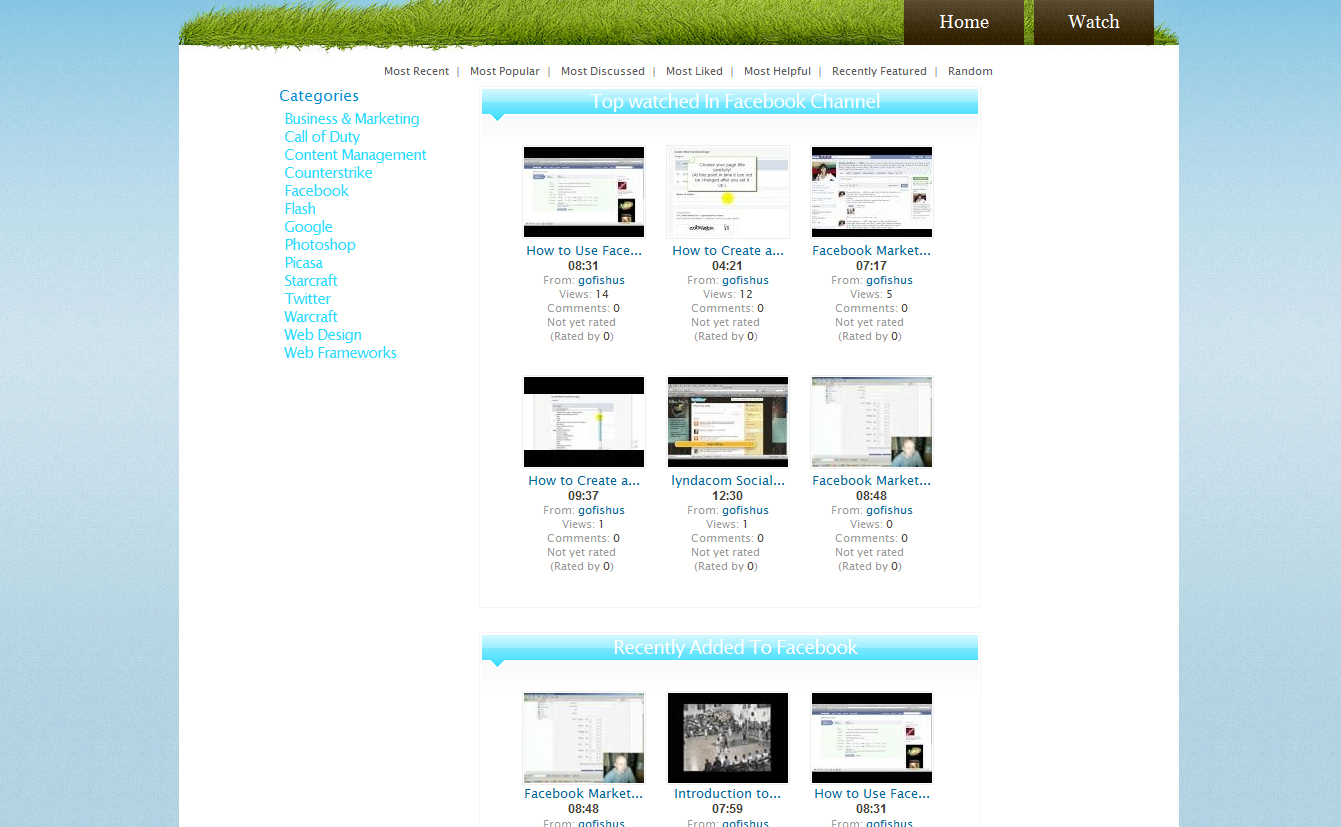 Home
Watch
Most Recent | Most Popular | Most Discussed | Most Liked | Most Helpful | Recently Featured | Random
Categories
Business & Marketing
Call of Duty
Content Management
Counterstrike
Facebook
Flash
Google
Photoshop
Picasa
Starcraft
Twitter
Warcraft
Web Design
Web Frameworks
Top watched In Facebook Channel
Choose your page title
carefully!
(At this point in time it can not
be changed after you set it
up.)
How to Use Face...
08:31
From: gofishus
Views: 14
Comments: 0
Not yet rated
(Rated by 0)
How to Create a...
04:21
From: gofishus
Views: 12
Comments: 0
Not yet rated
(Rated by 0)
Facebook Market...
07:17
From: gofishus
Views: 5
Comments: 0
Not yet rated
(Rated by 0)
How to Create a...
09:37
From: gofishus
Views: 1
Comments: 0
Not yet rated
(Rated by 0)
lyndacom Social...
12:30
From: gofishus
Views: 1
Comments: 0
Not yet rated
(Rated by 0)
Facebook Market...
08:48
From: gofishus
Views: 0
Comments: 0
Not yet rated
(Rated by 0)
Recently Added To Facebook
Facebook Market...
08:48
From: gofishus
Introduction to...
07:59
From: gofishus
How to Use Face...
08:31
From: gofishus